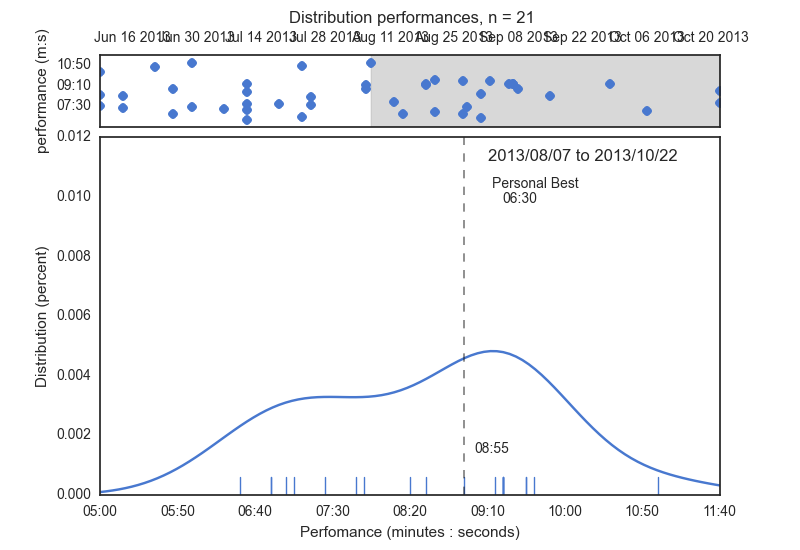 Distribution performances, n = 21
Jun 16 2013 Jun 30 2013 Jul 14 2013 Jul 28 2013 Aug 11 2013 Aug 25 2013 Sep 08 2013 Sep 22 2013 Oct 06 2013 Oct 20 2013
performance (m:s)
10:50
09:10
07:30
0.012
2013/08/07 to 2013/10/22
Personal Best
06:30
0.010
0.008
0.006
0.004
0.002
0.000
Distribution (percent)
08:55
05:00 05:50 06:40 07:30 08:20 09:10 10:00 10:50 11:40
Perfomance (minutes : seconds)